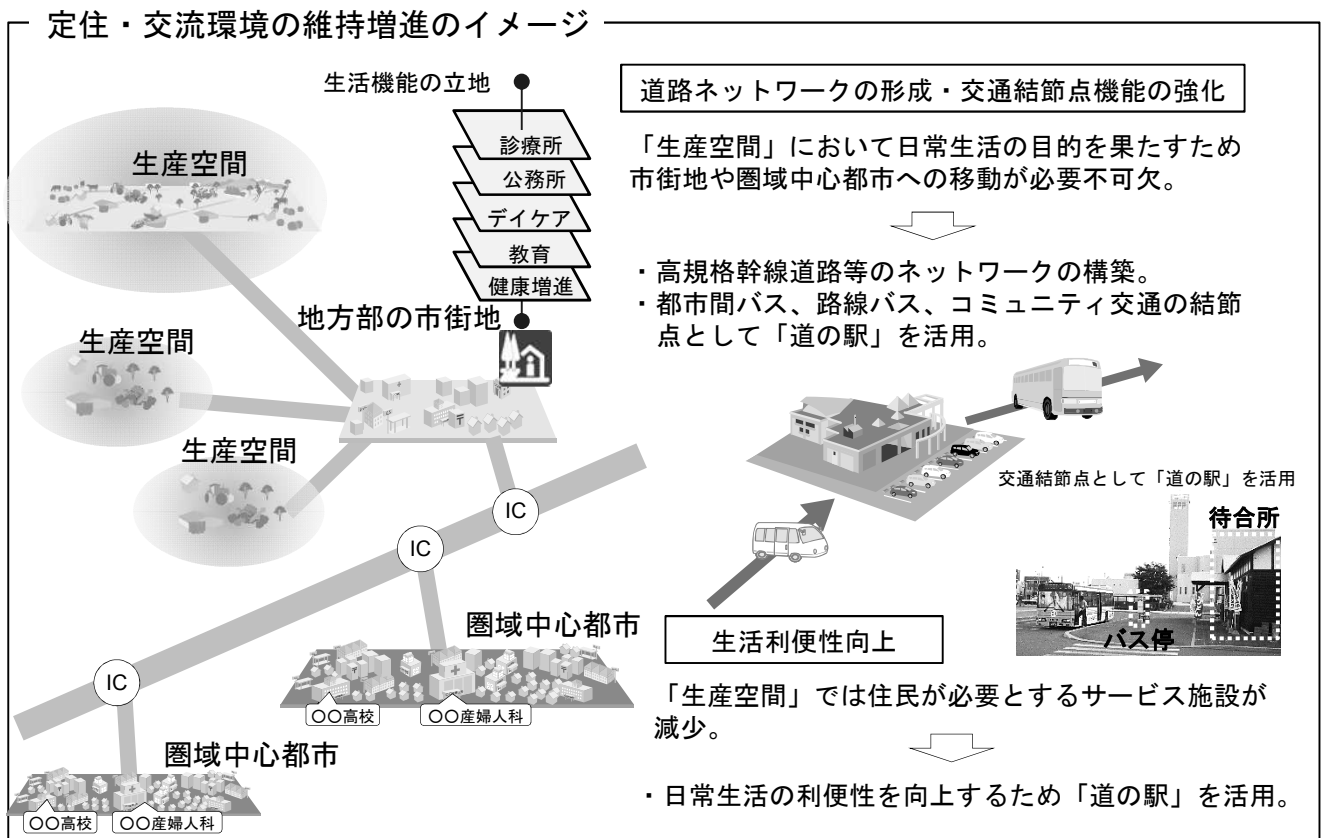 定住・交流環境の維持増進のイメージ
生活機能の立地
診療所
公務所
デイケア
教育
健康増進
生産空間
地方部の市街地
生産空間
生産空間
IC
IC
IC
圏域中心都市
〇〇高校
〇〇産婦人科
圏域中心都市
〇〇高校
〇〇産婦人科
道路ネットワークの形成・交通結節点機能の強化
「生産空間」において日常生活の目的を果たすため
市街地や圏域中心都市への移動が必要不可欠。
・高規格幹線道路等のネットワークの構築。
・都市間バス、路線バス、コミュニティ交通の結節
点として「道の駅」を活用。
交通結節点として「道の駅」を活用
待合所
バス停
生活利便性向上
「生産空間」では住民が必要とするサービス施設が
減少。
・日常生活の利便性を向上するため「道の駅」を活用。